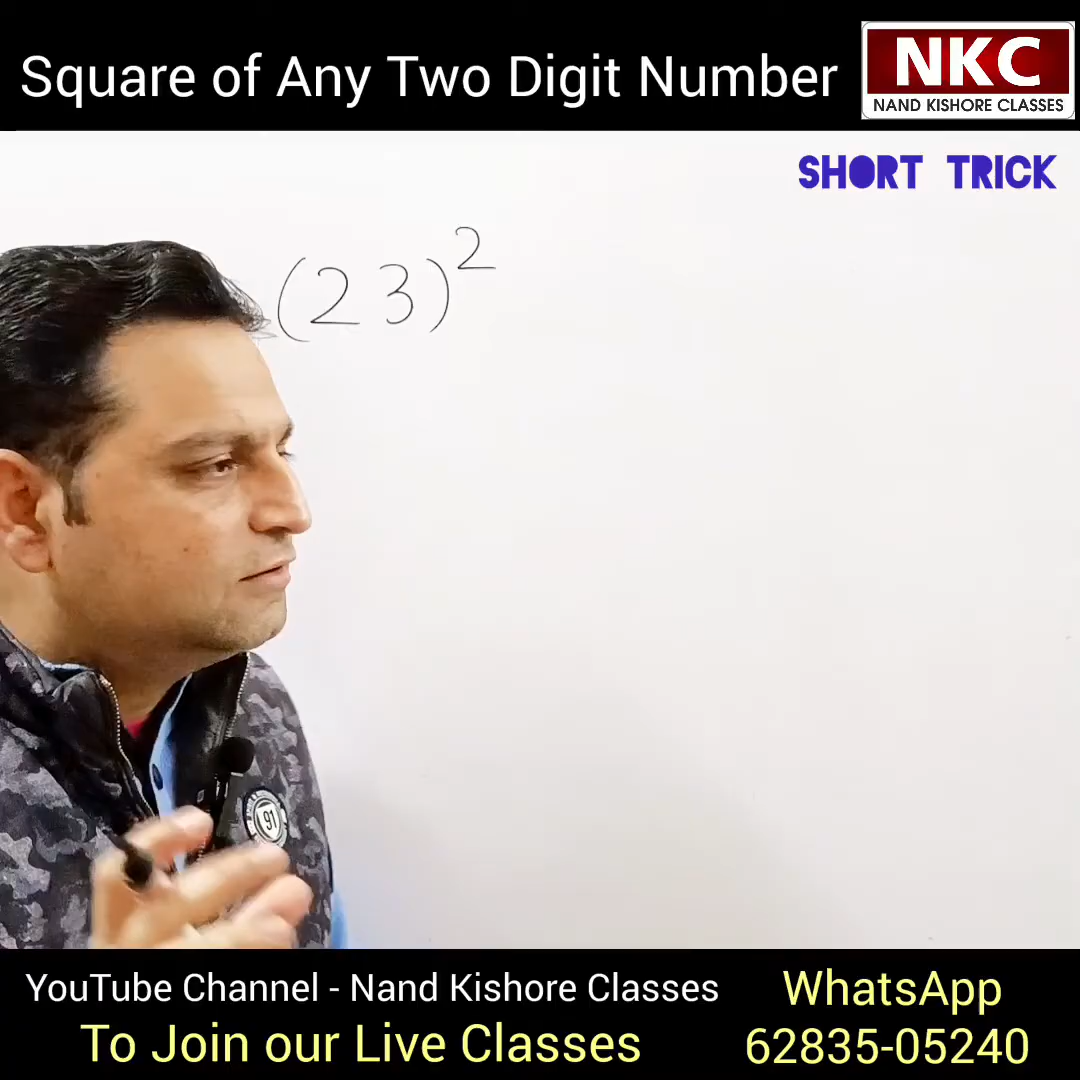 Square of Any Two Digit Number
NKC
NAND KISHORE CLASSES
SHORT TRICK
(23)²
91
YouTube Channel - Nand Kishore Classes
To Join our Live Classes
WhatsApp
62835-05240